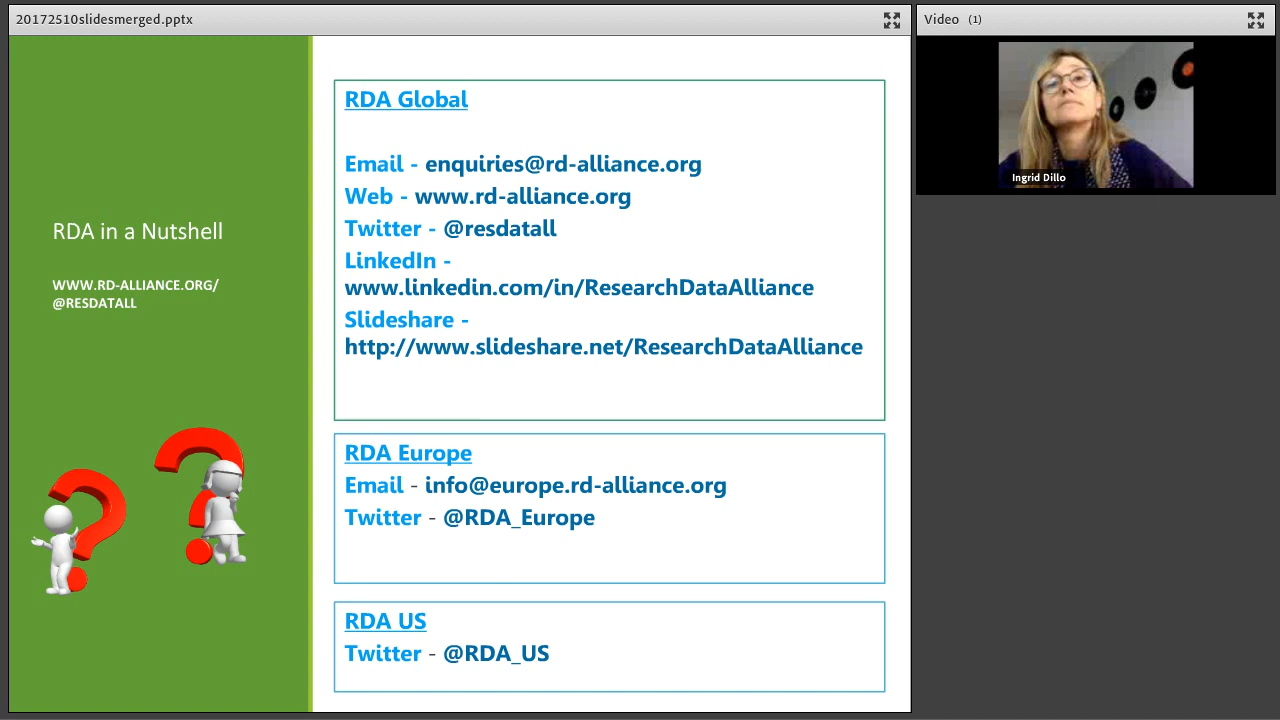 20172510slidesmerged.pptx
Video (1)
Ingrid Dillo
RDA in a Nutshell
WWW.RD-ALLIANCE.ORG/
@RESDATALL
RDA Global
Email - enquiries@rd-alliance.org
Web - www.rd-alliance.org
Twitter - @resdatall
LinkedIn -
www.linkedin.com/in/ResearchDataAlliance
Slideshare -
http://www.slideshare.net/ResearchDataAlliance
RDA Europe
Email - info@europe.rd-alliance.org
Twitter - @RDA_Europe
RDA US
Twitter - @RDA_US